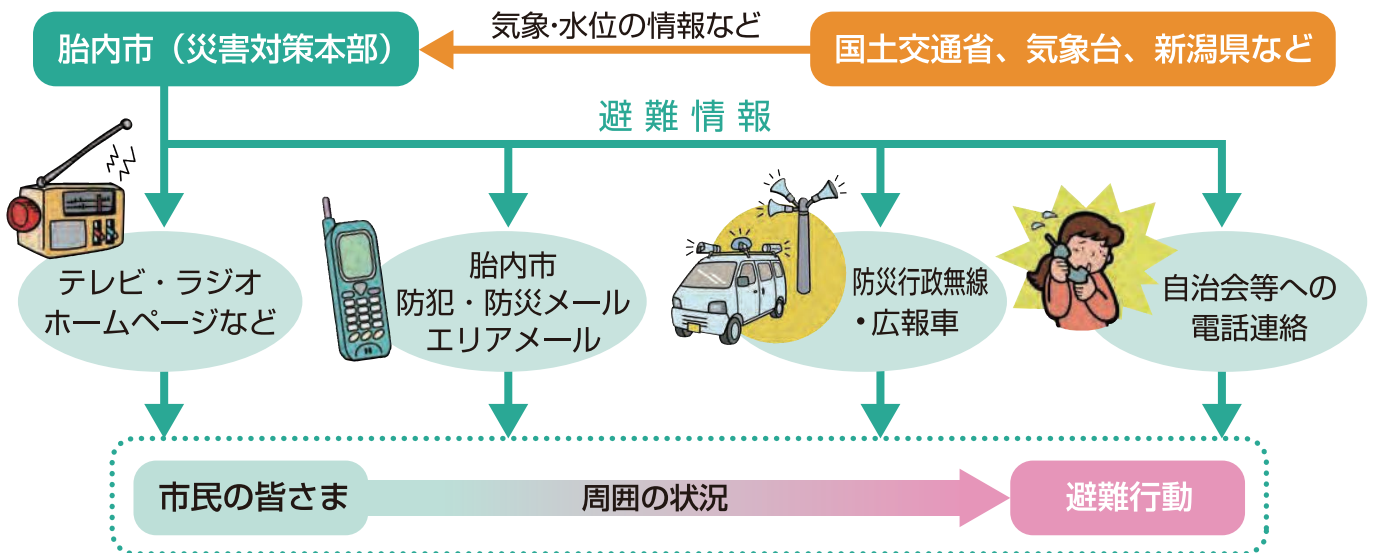 胎内市（災害対策本部）
気象・水位の情報など
国土交通省、気象台、新潟県など
避難情報
テレビ・ラジオ
ホームページなど
胎内市
防犯・防災メール
エリアメール
防災行政無線
・広報車
自治会等への
電話連絡
市民の皆さま
周囲の状況
避難行動